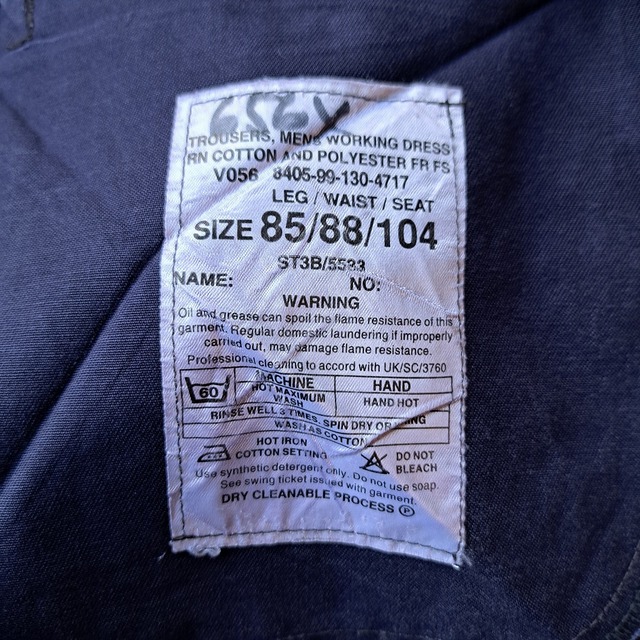 TROUSERS, MENS WORKING DRESS
RN COTTON AND POLYESTER FR FS
V056 8405-99-130-4717
LEG / WAIST / SEAT
SIZE 85/88/104
ST3B/5533
NAME: NO:
WARNING
Oil and grease can spoil the flame resistance of this
garment. Regular domestic laundering if improperly
carried out, may damage flame resistance.
Professional cleaning to accord with UK/SC/3760
60 MACHINE HAND
HOT MAXIMUM WASH HAND HOT
RINSE WELL 3 TIMES, SPIN DRY OR
WASH AS COTTON
HOT IRON
COTTON SETTING
DO NOT
BLEACH
Use synthetic detergent only. Do not use soap.
See swing ticket issued with garment.
DRY CLEANABLE PROCESS P